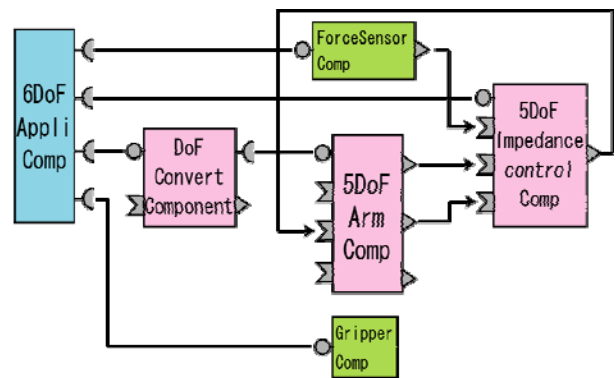 6DoF
Appli
Comp
ForceSensor
Comp
DoF
Convert
Component
5DoF
Arm
Comp
5DoF
Impedance
control
Comp
Gripper
Comp